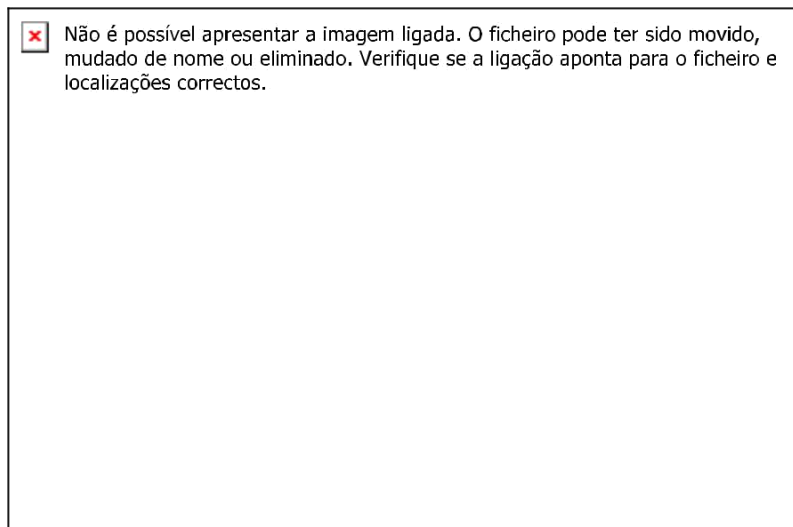 Não é possível apresentar a imagem ligada. O ficheiro pode ter sido movido,
mudado de nome ou eliminado. Verifique se a ligação aponta para o ficheiro e
localizações correctos.